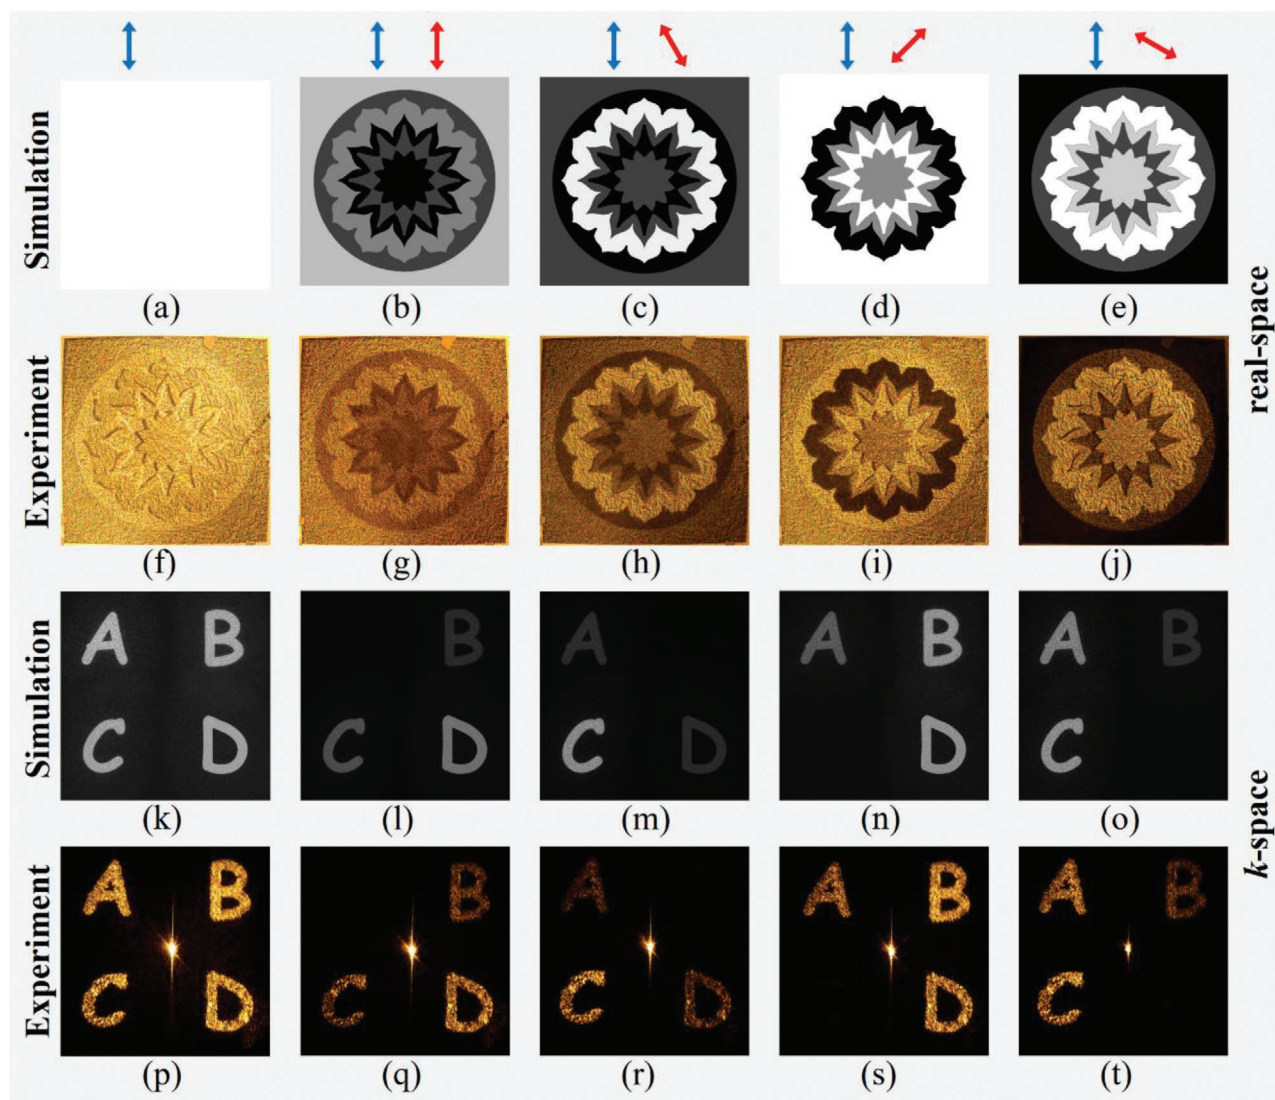 Simulation
(a) (b) (c) (d) (e)
real-space
Experiment
(f) (g) (h) (i) (j)
Simulation
A B
C D
B
C D
A
C D
A B
D
A B
C
(k) (l) (m) (n) (o)
k-space
Experiment
A B
C D
B
C D
A
C D
A B
D
A B
C
(p) (q) (r) (s) (t)